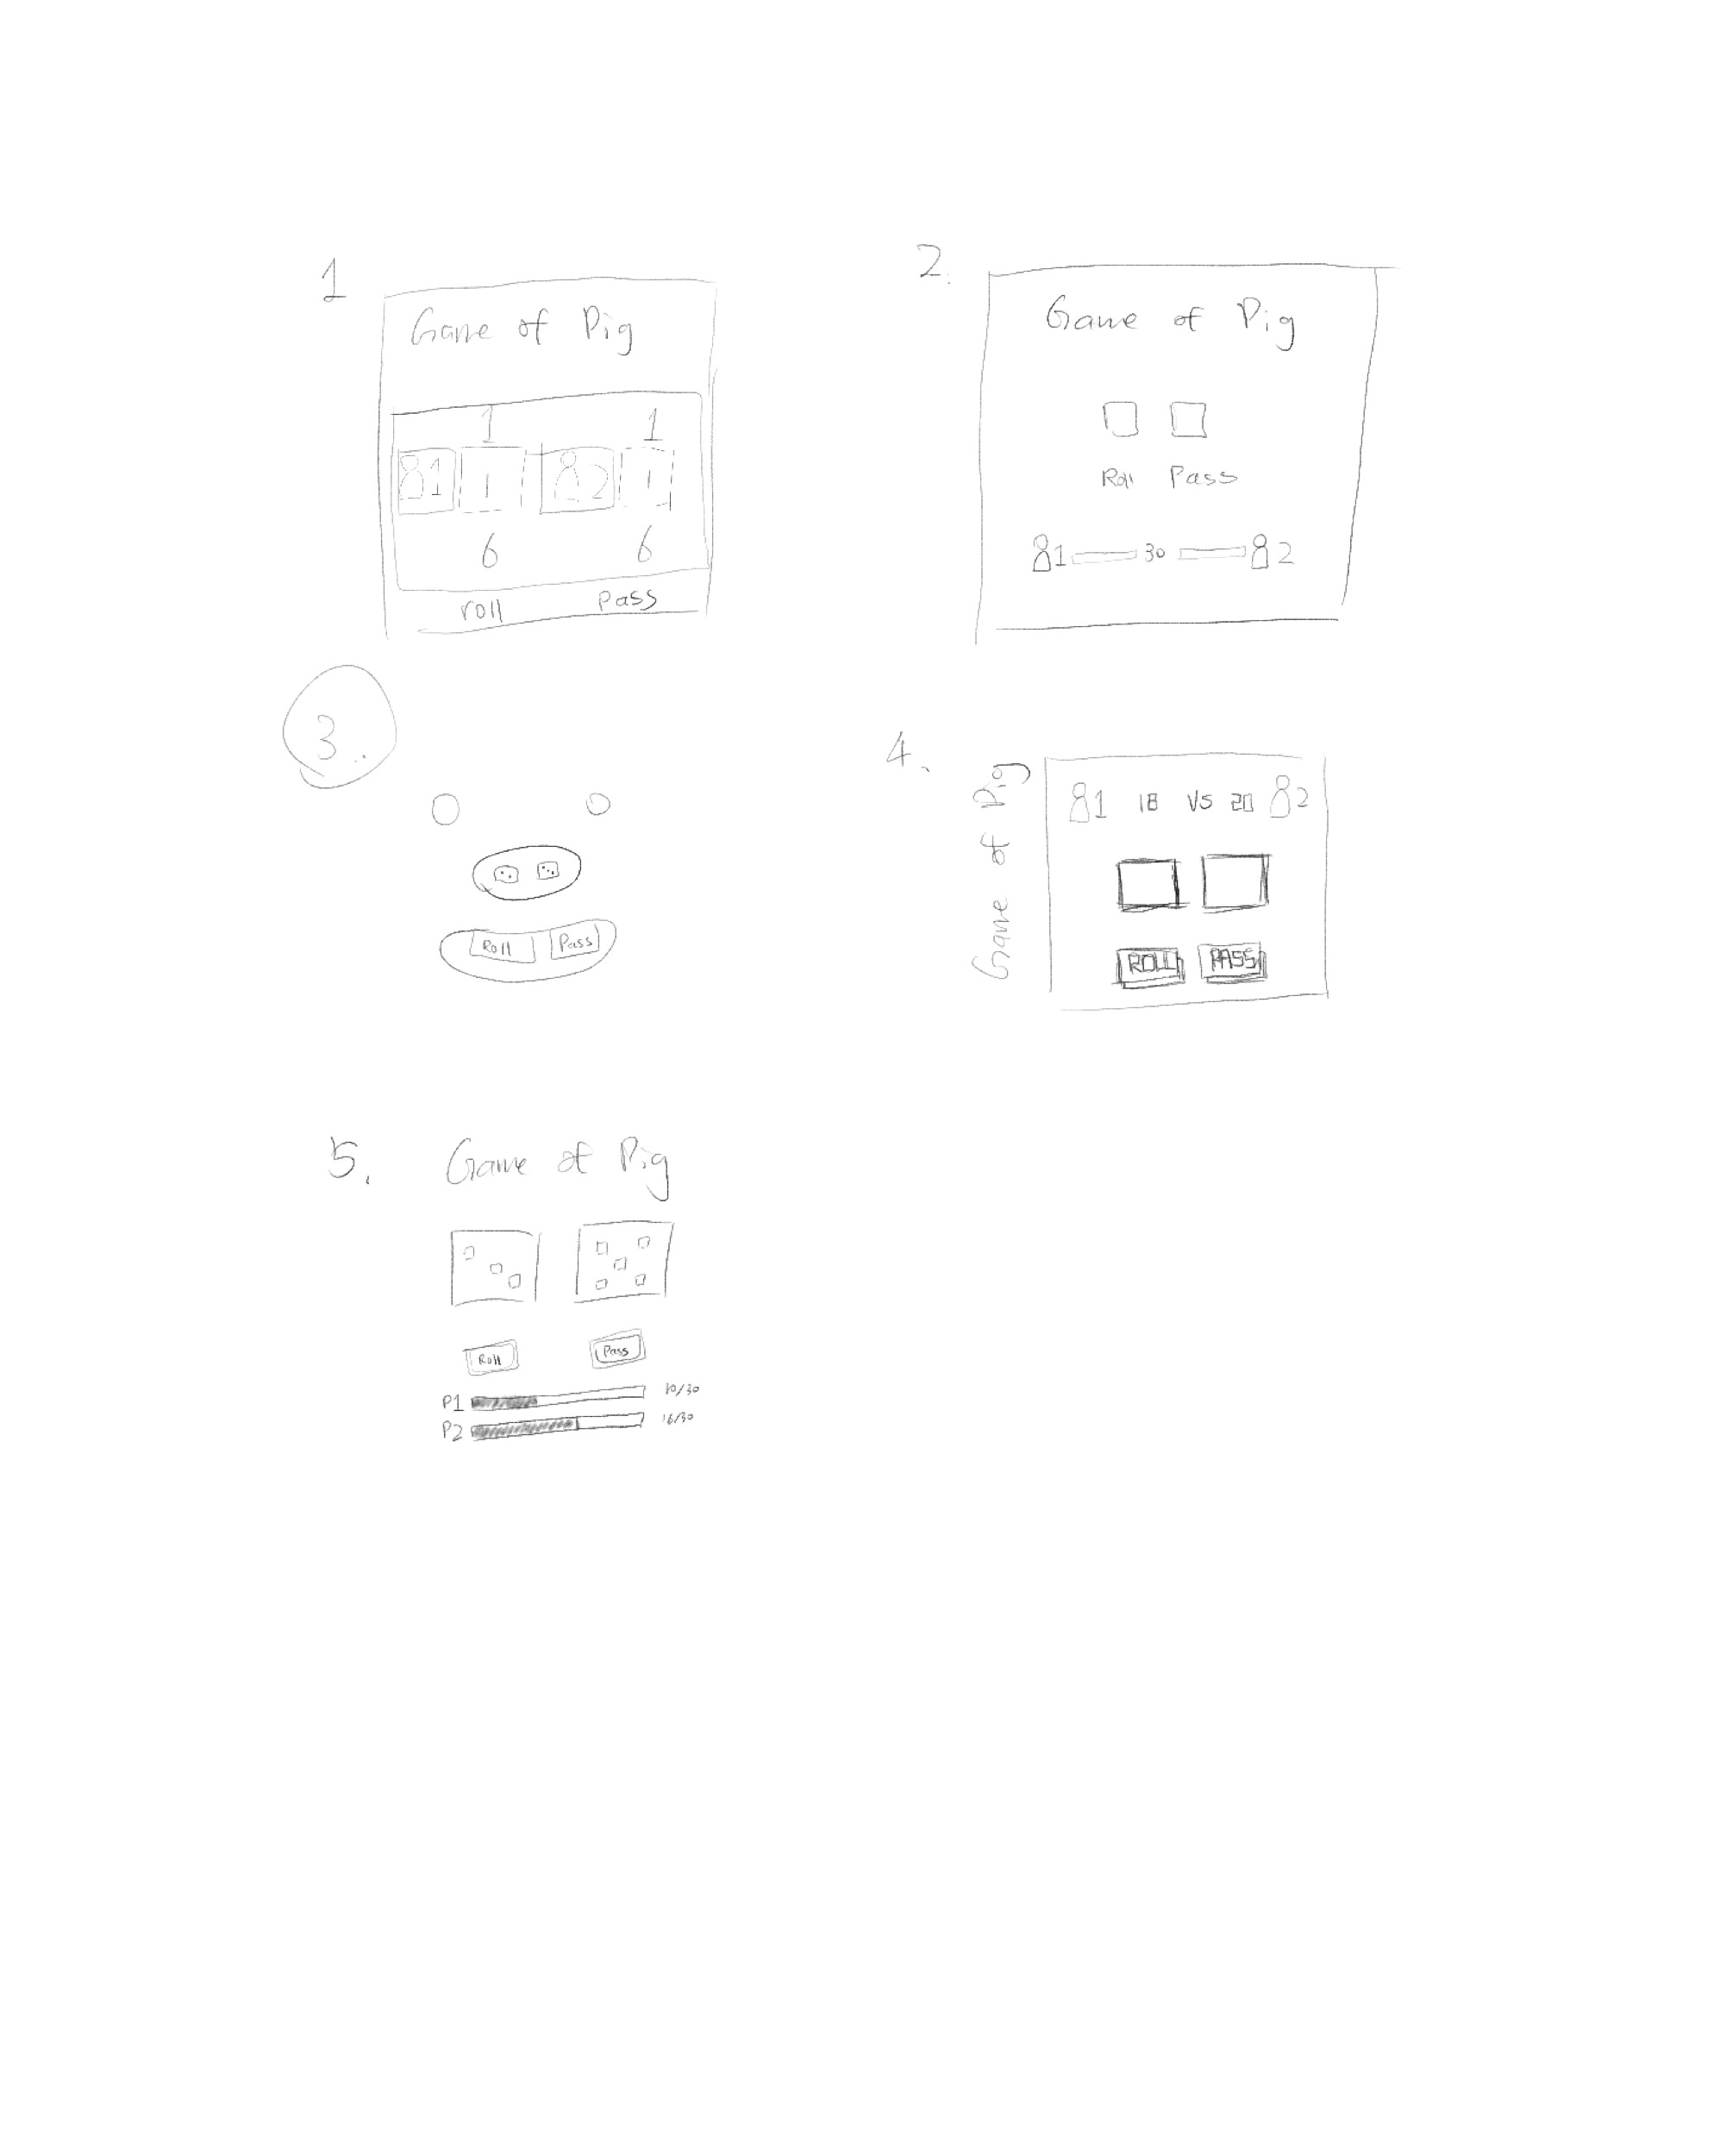 1
Game of Pig
1 1
1 1 2 1
6 6
roll pass
2.
Game of Pig
Roll Pass
1 30 2
3..
Roll Pass
4.
Game of Pig
1 18 VS 20 2
ROLL PASS
5.
Game of Pig
Roll Pass
P1 10/30
P2 16/30